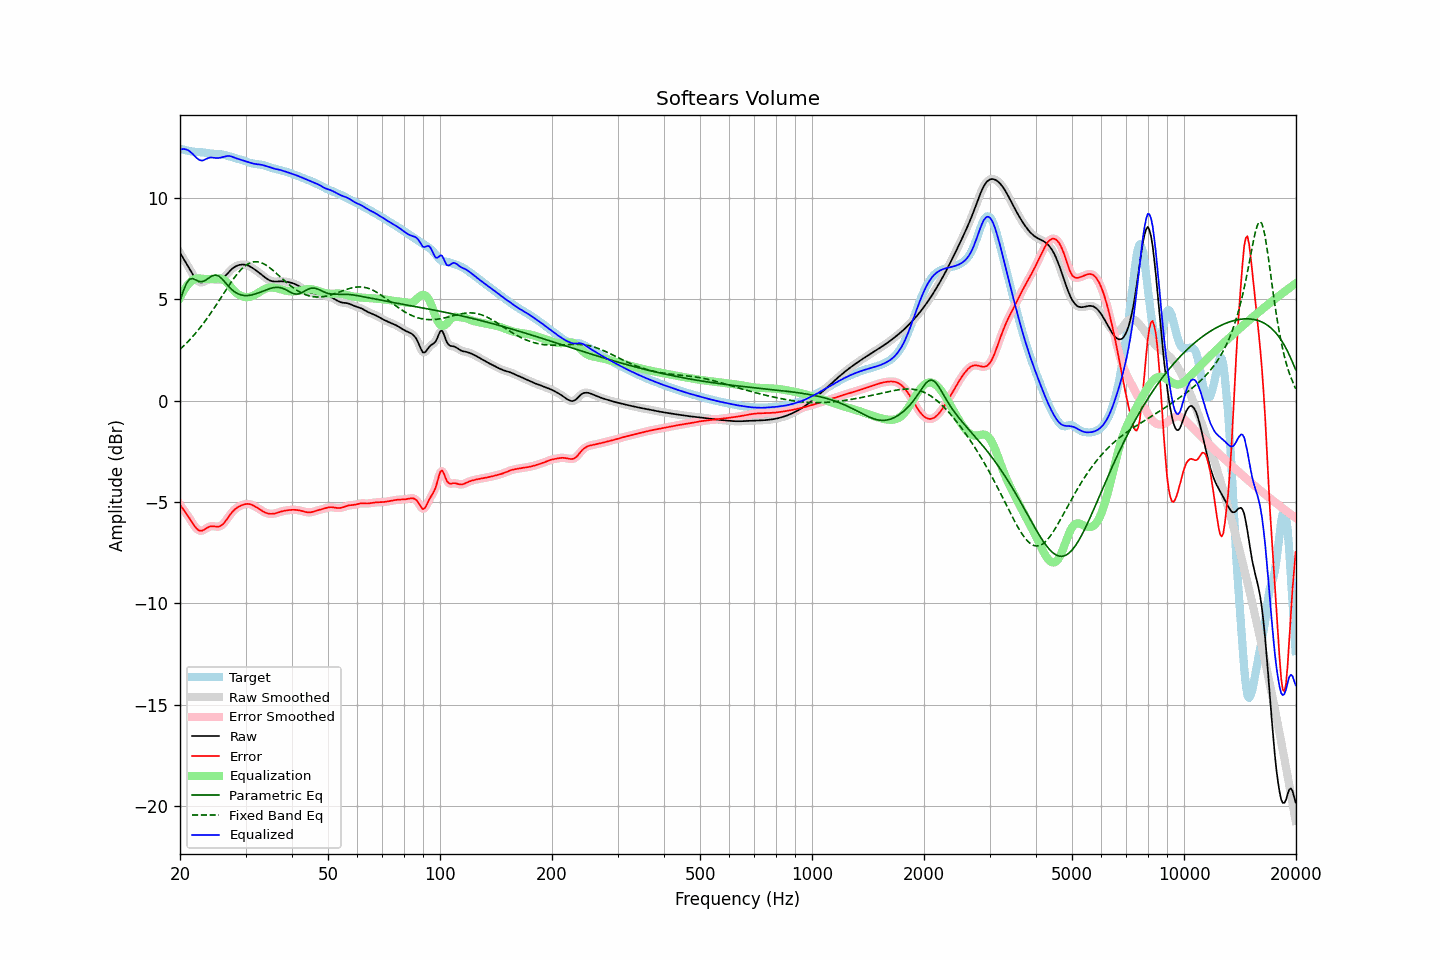 Softears Volume
Amplitude (dBr)
10
5
0
−5
−10
−15
−20
Target
Raw Smoothed
Error Smoothed
Raw
Error
Equalization
Parametric Eq
Fixed Band Eq
Equalized
20 50 100 200 500 1000 2000 5000 10000 20000
Frequency (Hz)